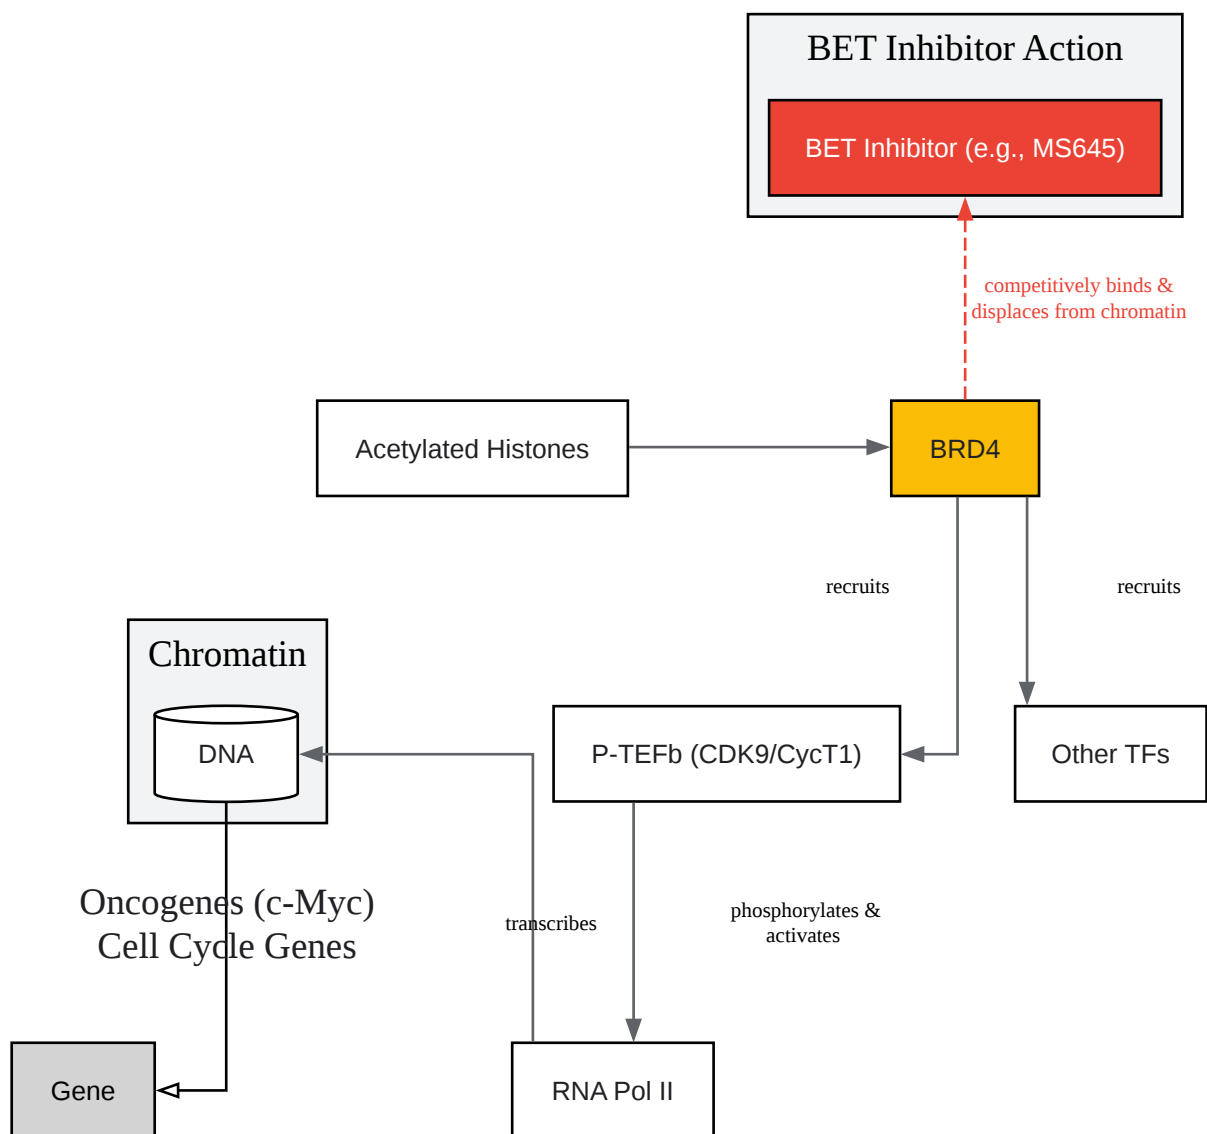 BET Inhibitor Action
BET Inhibitor (e.g., MS645)
competitively binds &
displaces from chromatin
Acetylated Histones
BRD4
recruits
recruits
Chromatin
DNA
P-TEFb (CDK9/CycT1)
Other TFs
Oncogenes (c-Myc)
Cell Cycle Genes
transcribes
phosphorylates &
activates
Gene
RNA Pol II